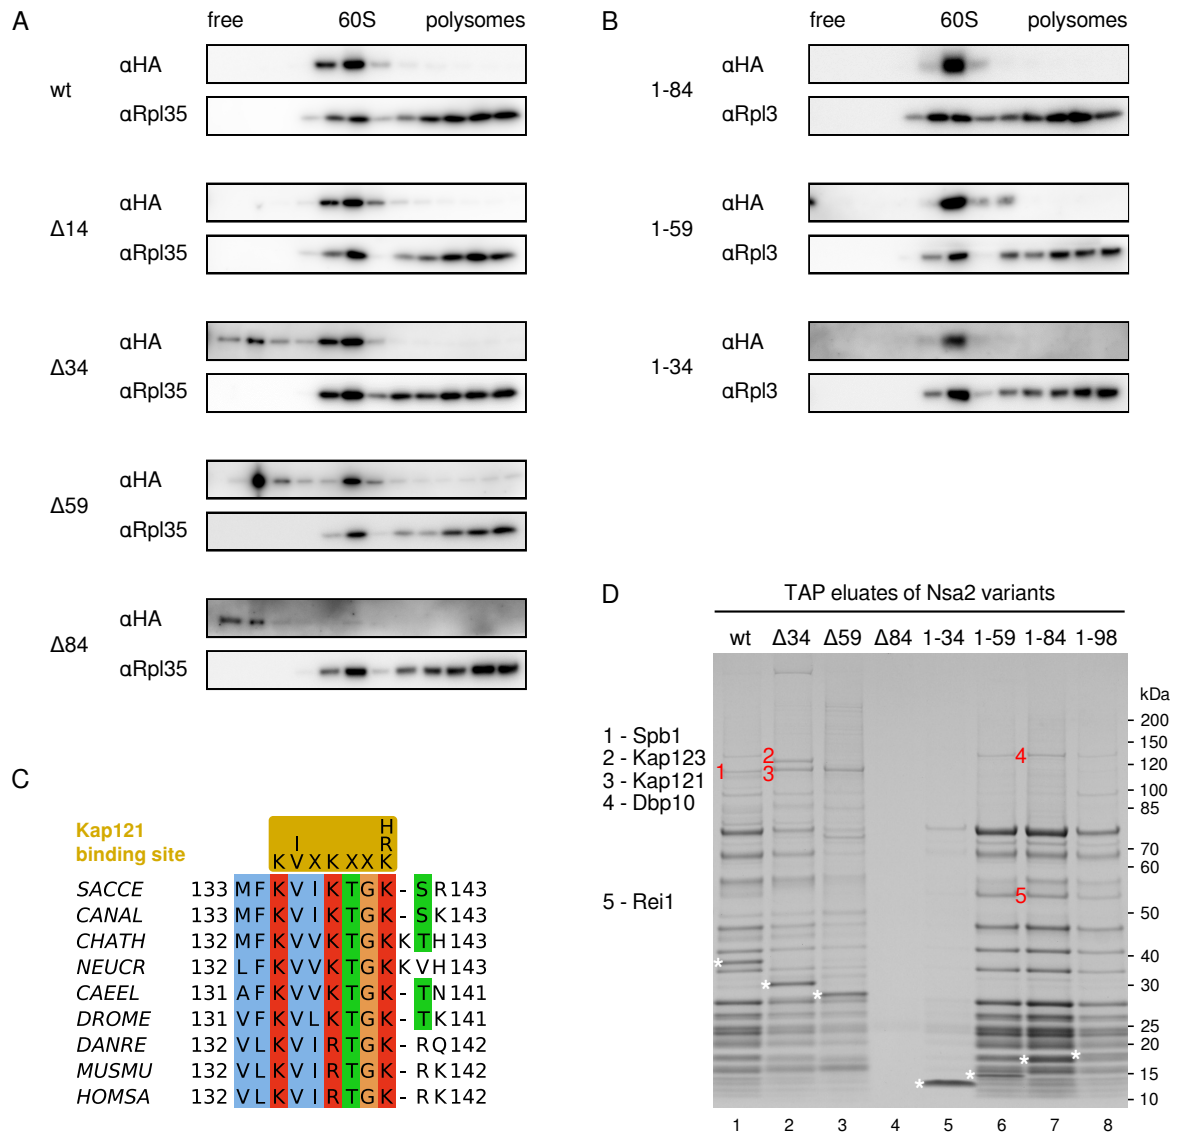 A
free 60S polysomes
wt
αHA
αRpl35
Δ14
αHA
αRpl35
Δ34
αHA
αRpl35
Δ59
αHA
αRpl35
Δ84
αHA
αRpl35
B
free 60S polysomes
1-84
αHA
αRpl3
1-59
αHA
αRpl3
1-34
αHA
αRpl3
C
Kap121
binding site
H
I R
K V X K X X K
SACCE 133 M F K V I K T G K - S R 143
CANAL 133 M F K V I K T G K - S K 143
CHATH 132 M F K V V K T G K K T H 143
NEUCR 132 L F K V V K T G K K V H 143
CAEEL 131 A F K V V K T G K - T N 141
DROME 131 V F K V L K T G K - T K 141
DANRE 132 V L K V I R T G K - R Q 142
MUSMU 132 V L K V I R T G K - R K 142
HOMSA 132 V L K V I R T G K - R K 142
D
TAP eluates of Nsa2 variants
wt Δ34 Δ59 Δ84 1-34 1-59 1-84 1-98
1 - Spb1
2 - Kap123
3 - Kap121
4 - Dbp10
5 - Rei1
1
2
3
4
5
*
*
*
*
*
*
*
kDa
- 200
- 150
- 120
- 100
- 85
- 70
- 60
- 50
- 40
- 30
- 25
- 20
- 15
- 10
1 2 3 4 5 6 7 8